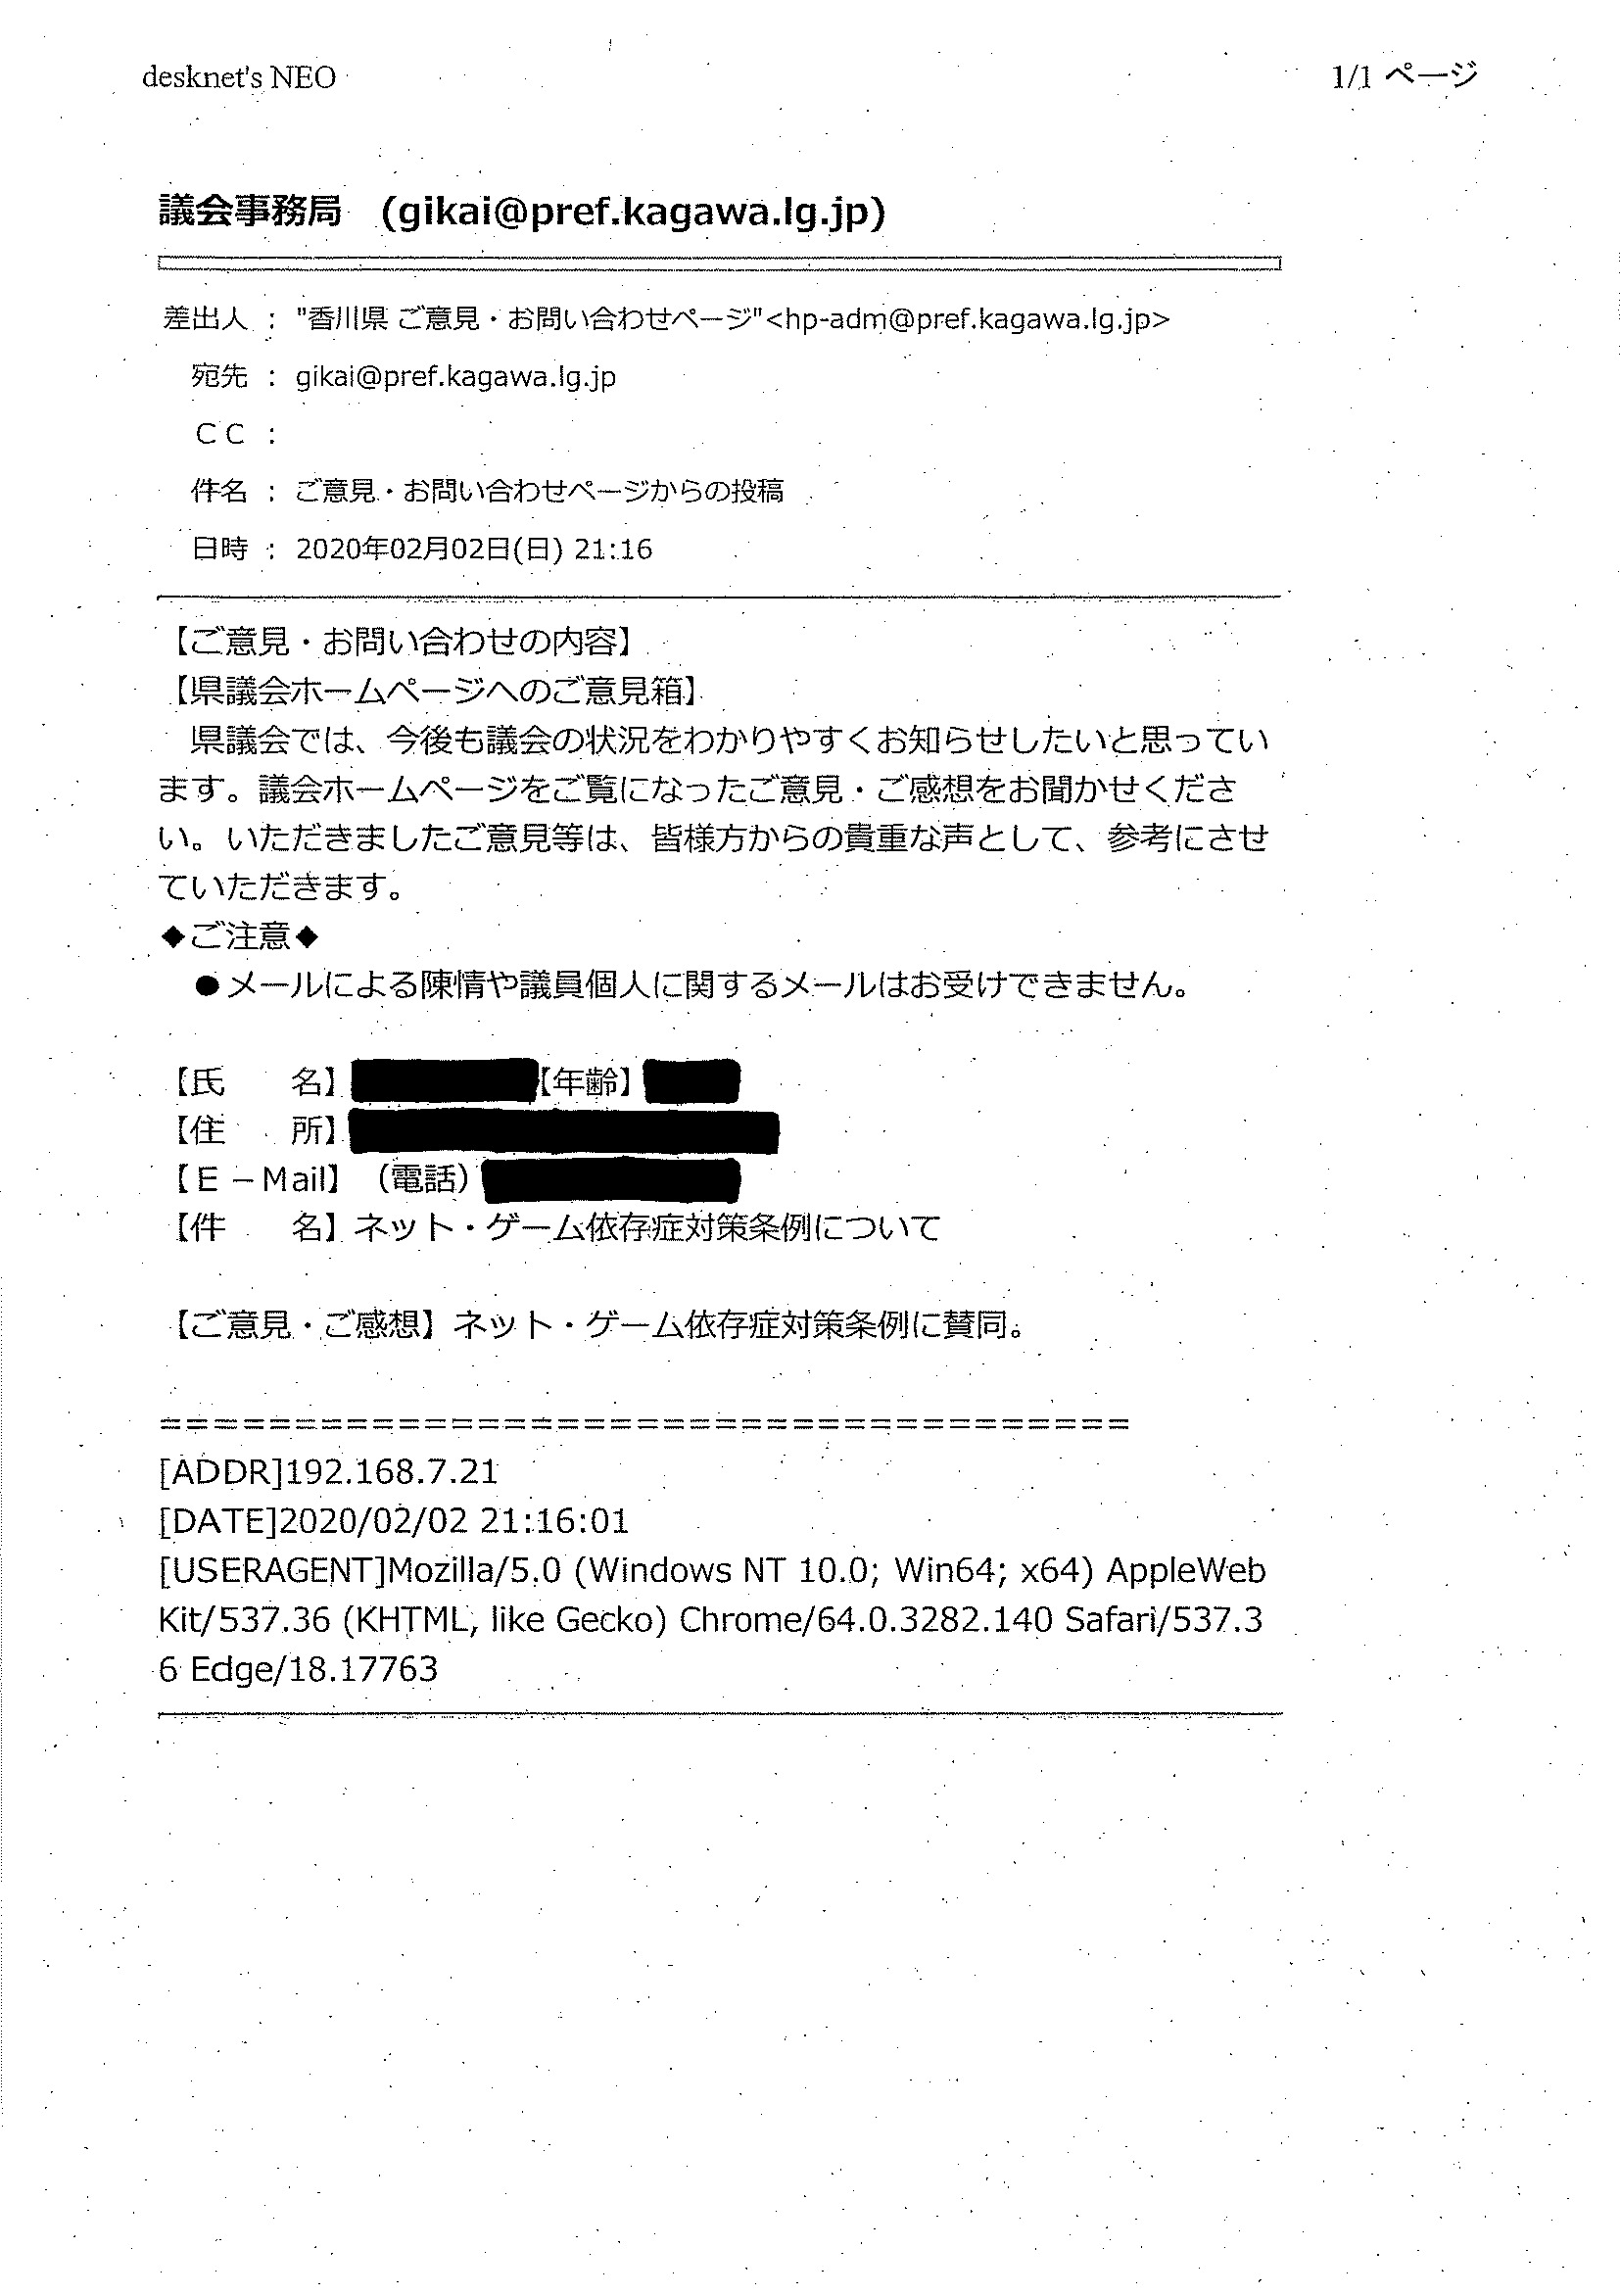 desknet's NEO
1/1 ページ
議会事務局 (gikai@pref.kagawa.lg.jp)
差出人 : "香川県 ご意見・お問い合わせページ"<hp-adm@pref.kagawa.lg.jp>
宛先 : gikai@pref.kagawa.lg.jp
ＣＣ :
件名 : ご意見・お問い合わせページからの投稿
日時 : 2020年02月02日(日) 21:16
【ご意見・お問い合わせの内容】
【県議会ホームページへのご意見箱】
　県議会では、今後も議会の状況をわかりやすくお知らせしたいと思ってい
ます。議会ホームページをご覧になったご意見・ご感想をお聞かせくださ
い。いただきましたご意見等は、皆様方からの貴重な声として、参考にさせ
ていただきます。
◆ご注意◆
　●メールによる陳情や議員個人に関するメールはお受けできません。
【氏　　名】【年齢】
【住　　所】
【Ｅ－Mail】（電話）
【件　　名】ネット・ゲーム依存症対策条例について
【ご意見・ご感想】ネット・ゲーム依存症対策条例に賛同。
=====================================
[ADDR]192.168.7.21
[DATE]2020/02/02 21:16:01
[USERAGENT]Mozilla/5.0 (Windows NT 10.0; Win64; x64) AppleWeb
Kit/537.36 (KHTML, like Gecko) Chrome/64.0.3282.140 Safari/537.3
6 Edge/18.17763